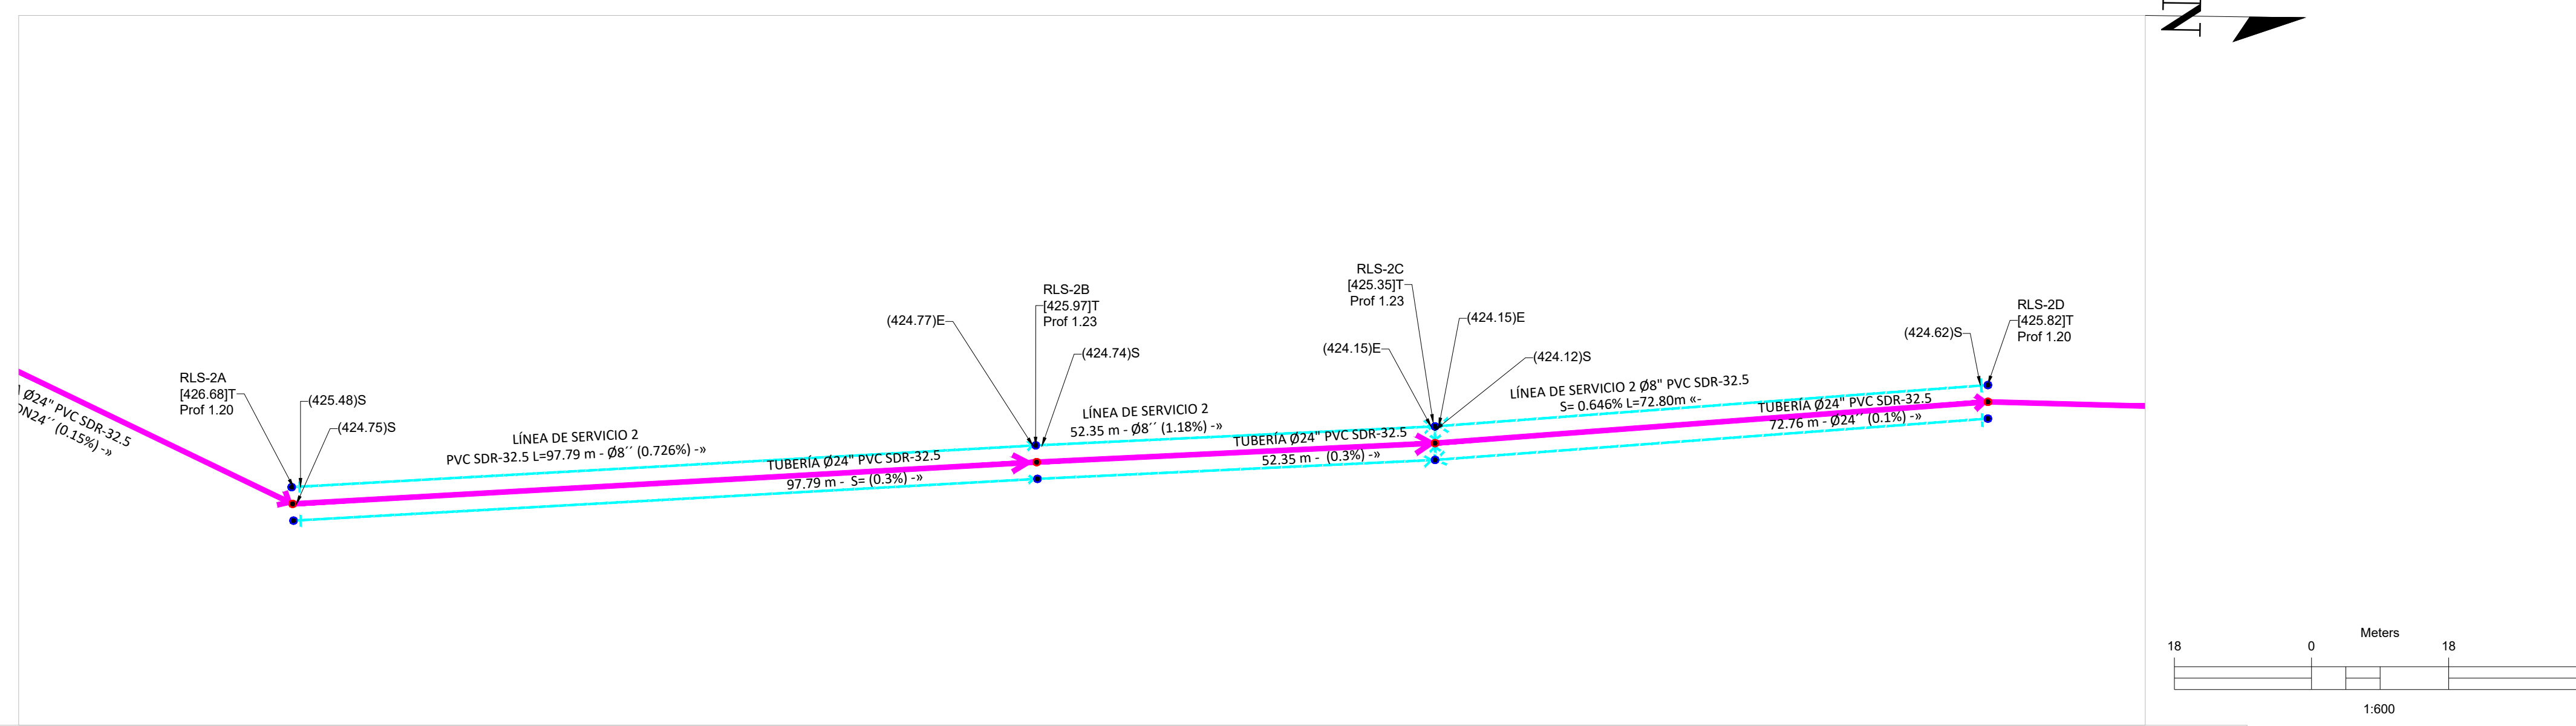 N
Ø24" PVC SDR-32.5
DN24´´ (0.15%) -»
RLS-2A
[426.68]T
Prof 1.20
(425.48)S
(424.75)S
LÍNEA DE SERVICIO 2
PVC SDR-32.5 L=97.79 m - Ø8´´ (0.726%) -»
TUBERÍA Ø24" PVC SDR-32.5
97.79 m - S= (0.3%) -»
(424.77)E
RLS-2B
[425.97]T
Prof 1.23
(424.74)S
LÍNEA DE SERVICIO 2
52.35 m - Ø8´´ (1.18%) -»
TUBERÍA Ø24" PVC SDR-32.5
52.35 m - (0.3%) -»
RLS-2C
[425.35]T
Prof 1.23
(424.15)E
(424.15)E
(424.12)S
LÍNEA DE SERVICIO 2 Ø8" PVC SDR-32.5
S= 0.646% L=72.80m «-
TUBERÍA Ø24" PVC SDR-32.5
72.76 m - Ø24´´ (0.1%) -»
(424.62)S
RLS-2D
[425.82]T
Prof 1.20
Meters
18 0 18
1:600